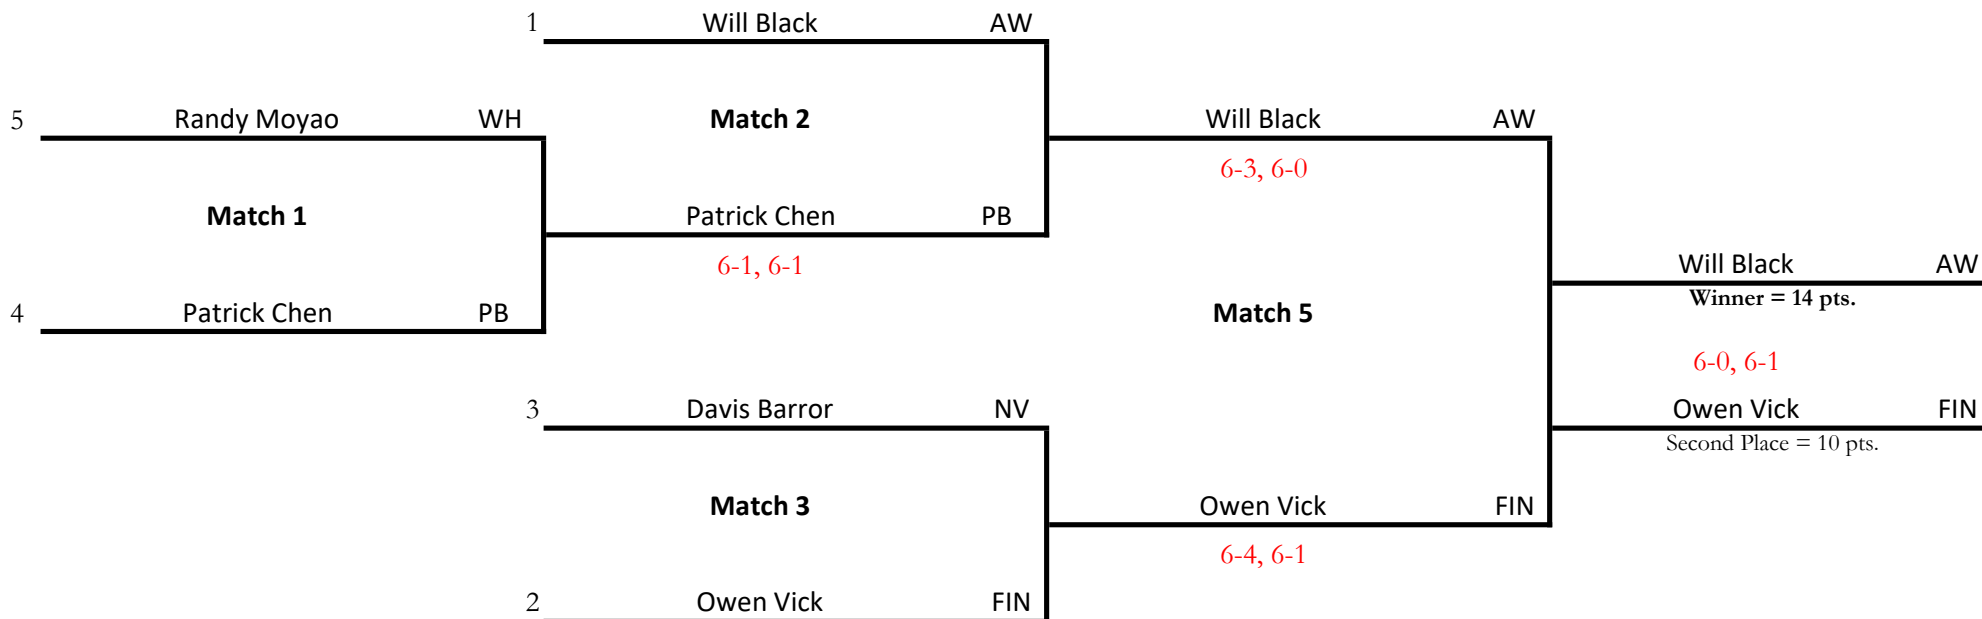 1 Will Black AW
5 Randy Moyao WH
Match 2
Will Black AW
6-3, 6-0
Match 1
Patrick Chen PB
6-1, 6-1
Will Black AW
Winner = 14 pts.
4 Patrick Chen PB
Match 5
6-0, 6-1
3 Davis Barror NV
Owen Vick FIN
Second Place = 10 pts.
Match 3
Owen Vick FIN
6-4, 6-1
2 Owen Vick FIN